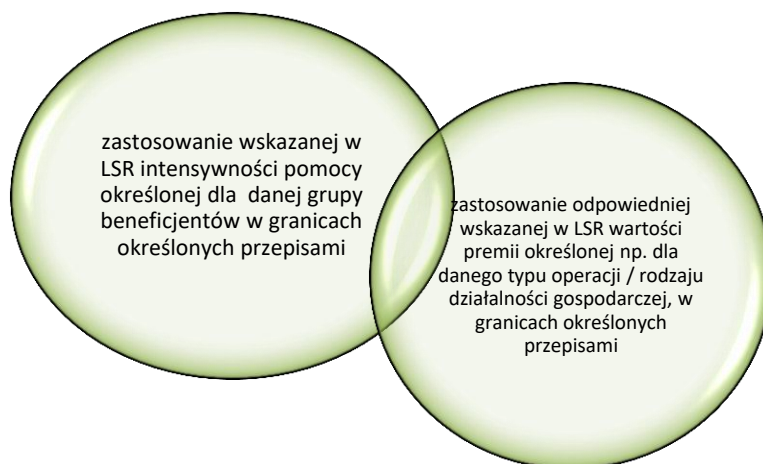 zastosowanie wskazanej w
LSR intensywności pomocy
określonej dla danej grupy
beneficjentów w granicach
określonych przepisami
zastosowanie odpowiedniej
wskazanej w LSR wartości
premii określonej np. dla
danego typu operacji / rodzaju
działalności gospodarczej, w
granicach określonych
przepisami